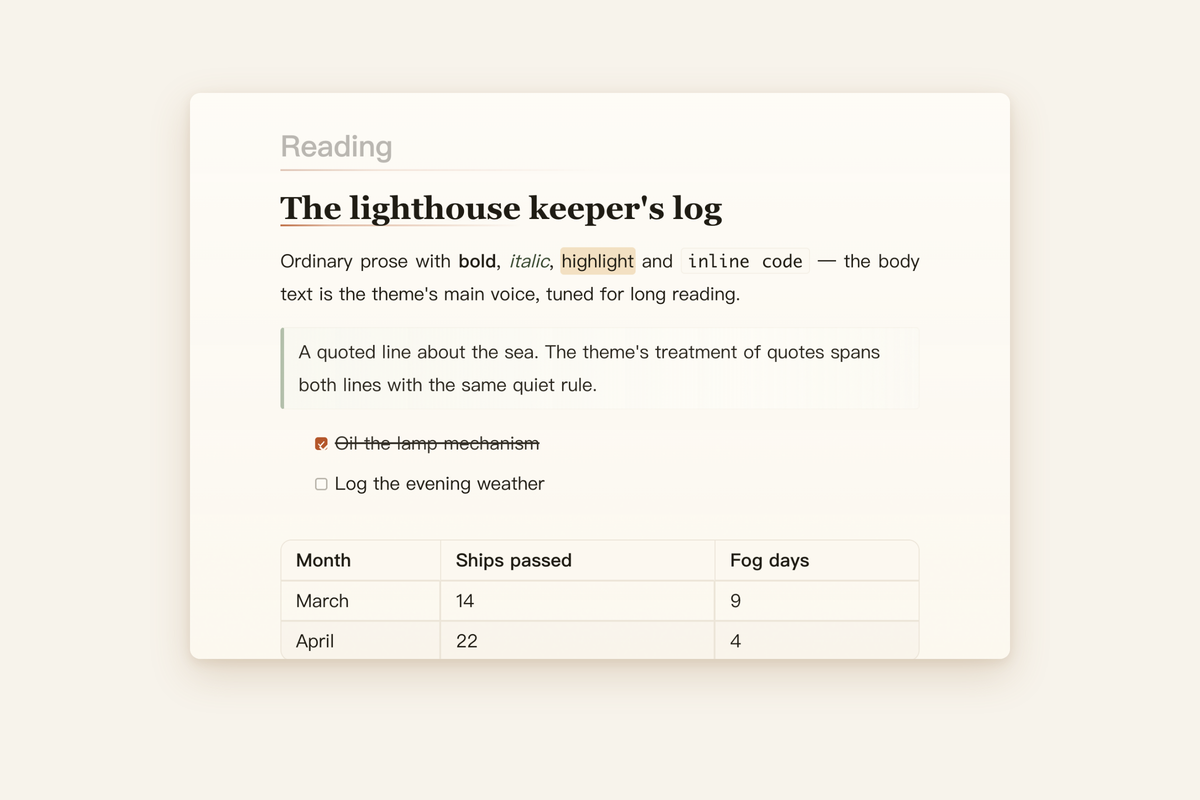 Reading
The lighthouse keeper's log
Ordinary prose with bold, italic, highlight and inline code — the body
text is the theme's main voice, tuned for long reading.
A quoted line about the sea. The theme's treatment of quotes spans
both lines with the same quiet rule.
Oil the lamp mechanism
Log the evening weather
Month Ships passed Fog days
March 14 9
April 22 4